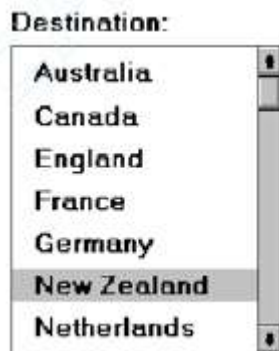 Destination:
Australia
Canada
England
France
Germany
New Zealand
Netherlands